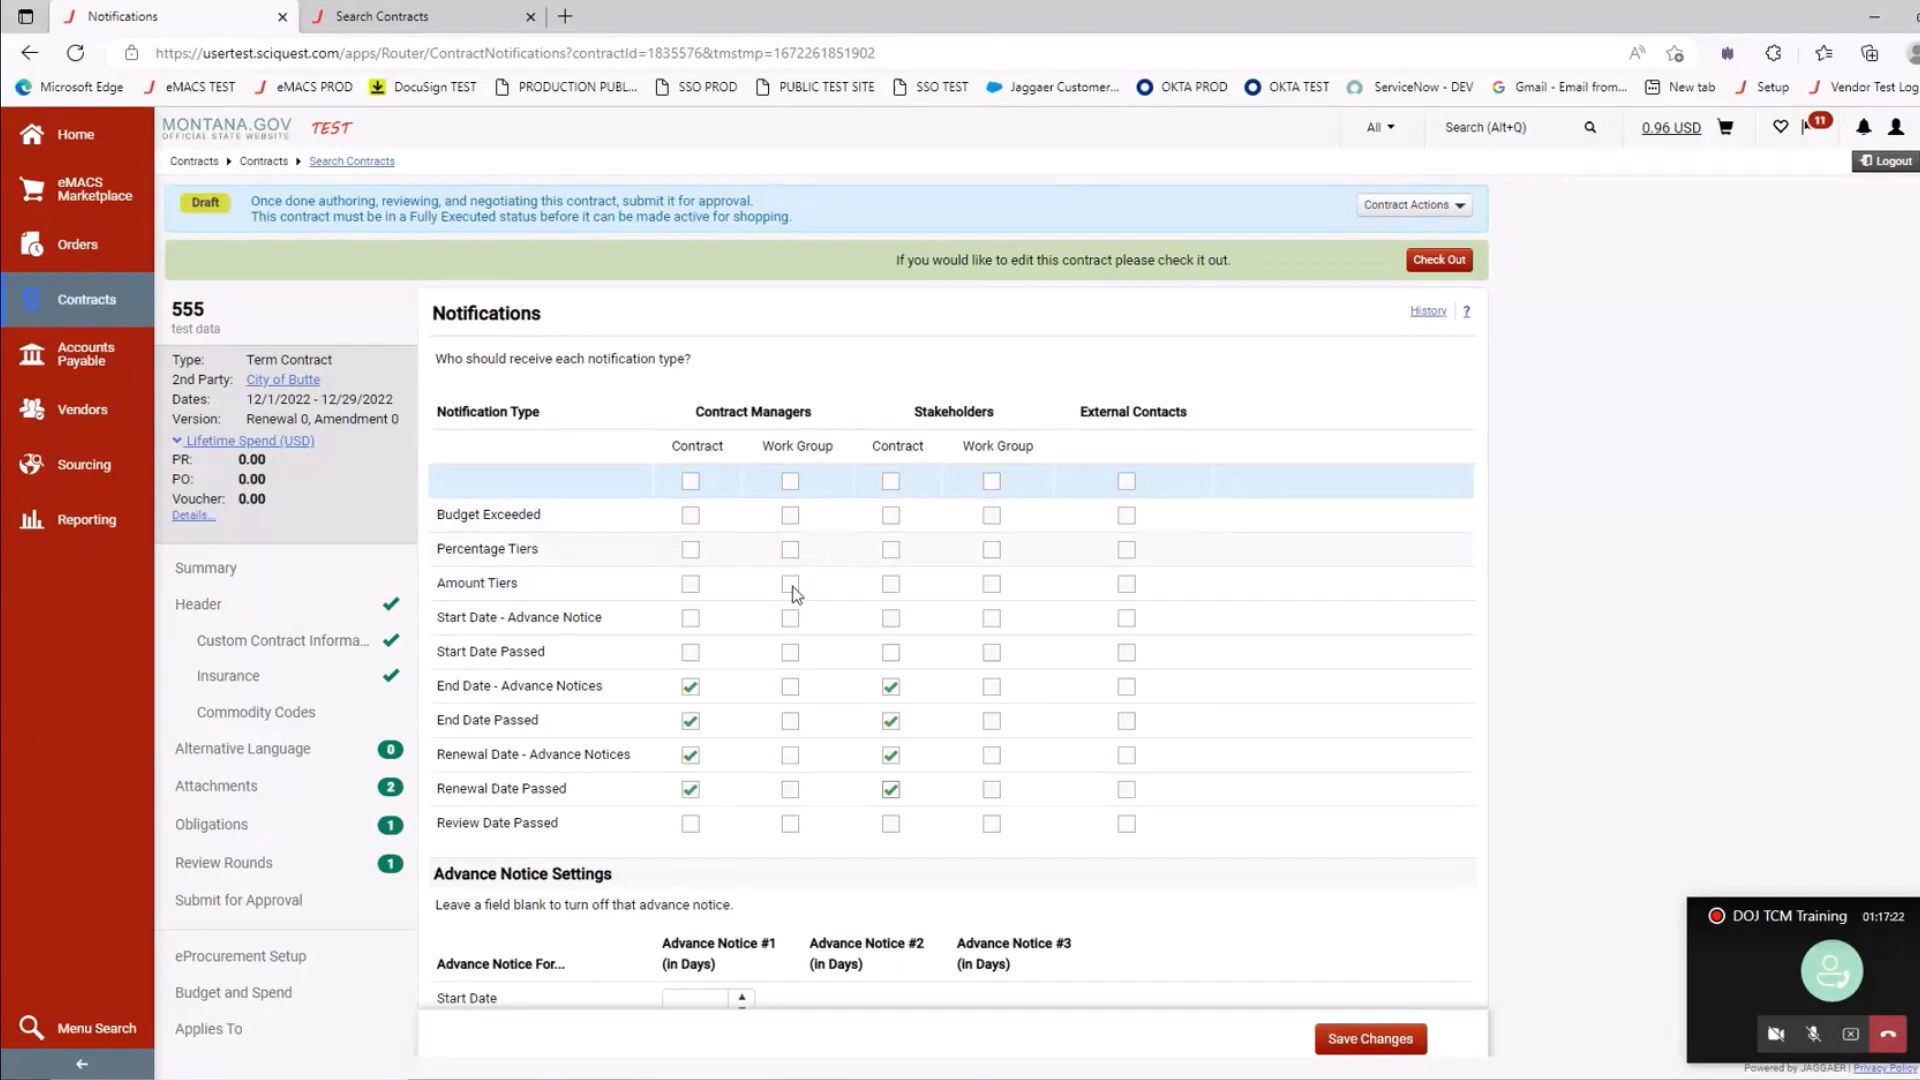 Notifications
Search Contracts
https://usertest.sciquest.com/apps/Router/ContractNotifications?contractId=1835576&tmstmp=1672261851902
Microsoft Edge
eMACS TEST
eMACS PROD
DocuSign TEST
PRODUCTION PUBL...
SSO PROD
PUBLIC TEST SITE
SSO TEST
Jaggaer Customer...
OKTA PROD
OKTA TEST
ServiceNow - DEV
Gmail - Email from...
New tab
Setup
Vendor Test Log
Home
eMACS
Marketplace
Orders
Contracts
Accounts
Payable
Vendors
Sourcing
Reporting
Menu Search
MONTANA.GOV
OFFICIAL STATE WEBSITE
TEST
All
Search (Alt+Q)
0.96 USD
11
Contracts
Contracts
Search Contracts
Logout
Draft
Once done authoring, reviewing, and negotiating this contract, submit it for approval.
This contract must be in a Fully Executed status before it can be made active for shopping.
Contract Actions
If you would like to edit this contract please check it out.
Check Out
555
test data
Type: Term Contract
2nd Party: City of Butte
Dates: 12/1/2022 - 12/29/2022
Version: Renewal 0, Amendment 0
Lifetime Spend (USD)
PR: 0.00
PO: 0.00
Voucher: 0.00
Details...
Summary
Header
Custom Contract Informa...
Insurance
Commodity Codes
Alternative Language 0
Attachments 2
Obligations 1
Review Rounds 1
Submit for Approval
eProcurement Setup
Budget and Spend
Applies To
Notifications
History
?
Who should receive each notification type?
Notification Type Contract Managers Stakeholders External Contacts
Contract Work Group Contract Work Group
Budget Exceeded
Percentage Tiers
Amount Tiers
Start Date - Advance Notice
Start Date Passed
End Date - Advance Notices
End Date Passed
Renewal Date - Advance Notices
Renewal Date Passed
Review Date Passed
Advance Notice Settings
Leave a field blank to turn off that advance notice.
Advance Notice #1 Advance Notice #2 Advance Notice #3
Advance Notice For... (in Days) (in Days) (in Days)
Start Date
Save Changes
DOJ TCM Training 01:17:22
Powered by JAGGAER | Privacy Policy